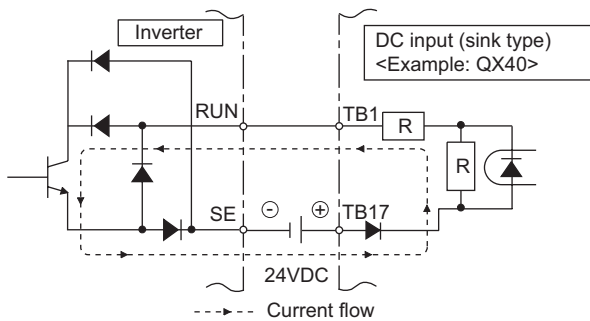 Inverter
DC input (sink type)
<Example: QX40>
RUN
TB1
R
R
SE
⊖
⊕
TB17
24VDC
Current flow